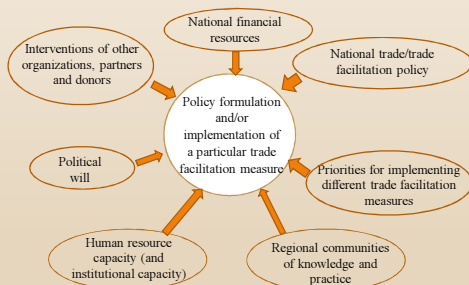 National financial
resources
Interventions of other
organizations, partners
and donors
National trade/trade
facilitation policy
Policy formulation
and/or
implementation of
a particular trade
facilitation measure
Political
will
Priorities for implementing
different trade facilitation
measures
Human resource
capacity (and
institutional capacity)
Regional communities
of knowledge and
practice